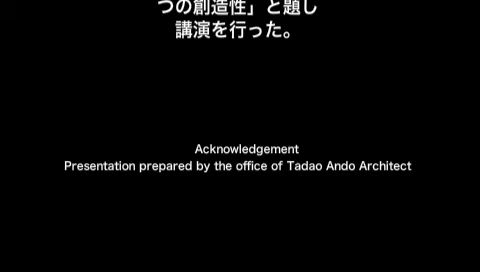 つの創造性」と題し
講演を行った。
Acknowledgement
Presentation prepared by the office of Tadao Ando Architect